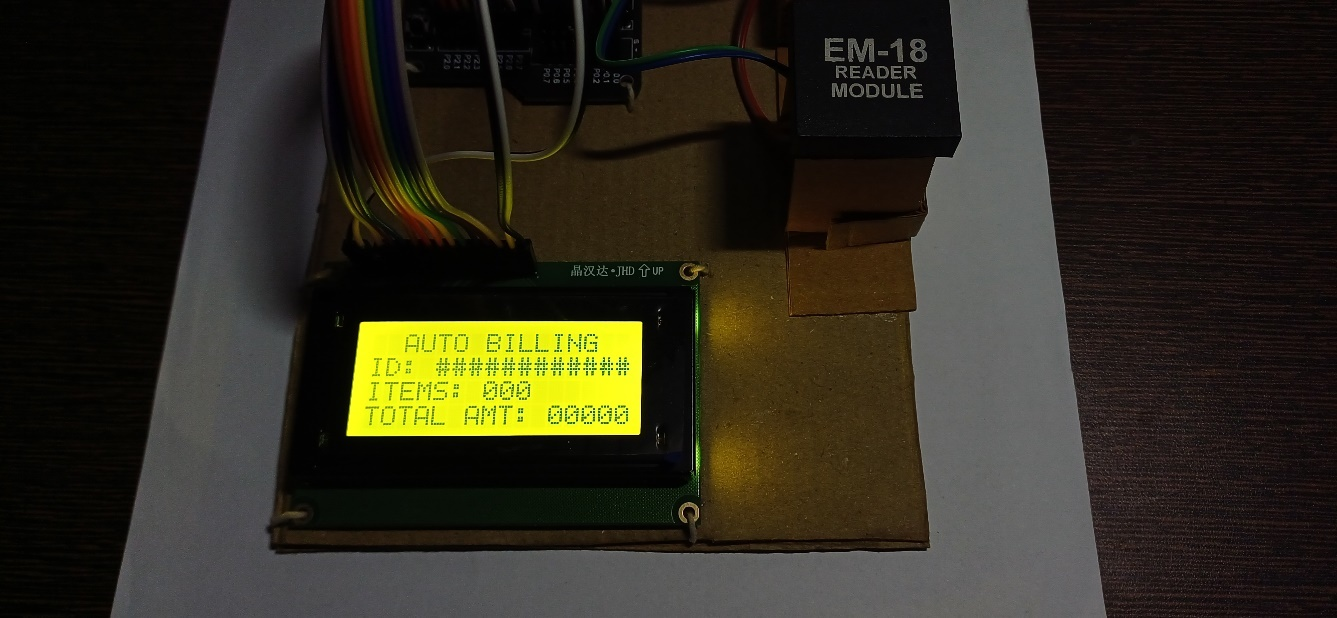 EM-18
READER
MODULE
晶汉达·JHD ⇧ UP
AUTO BILLING
ID: ############
ITEMS: 000
TOTAL AMT: 00000